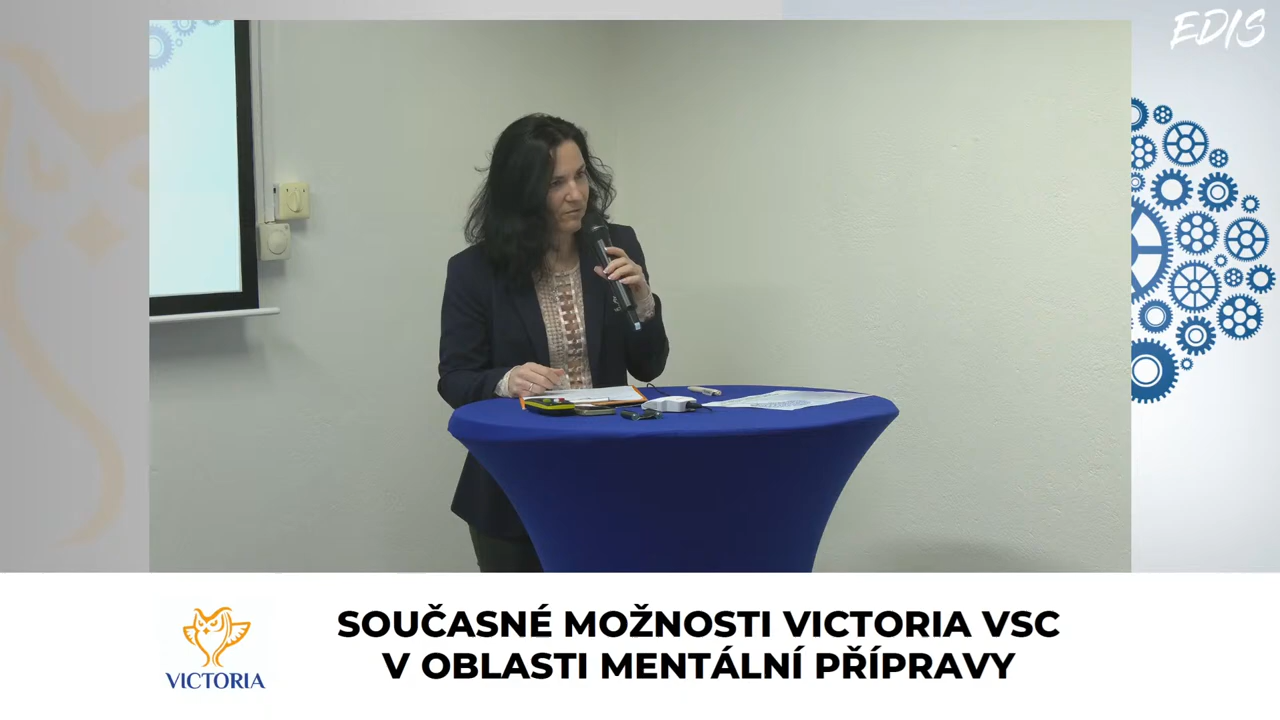 EDIS
SOUČASNÉ MOŽNOSTI VICTORIA VSC
V OBLASTI MENTÁLNÍ PŘÍPRAVY
VICTORIA